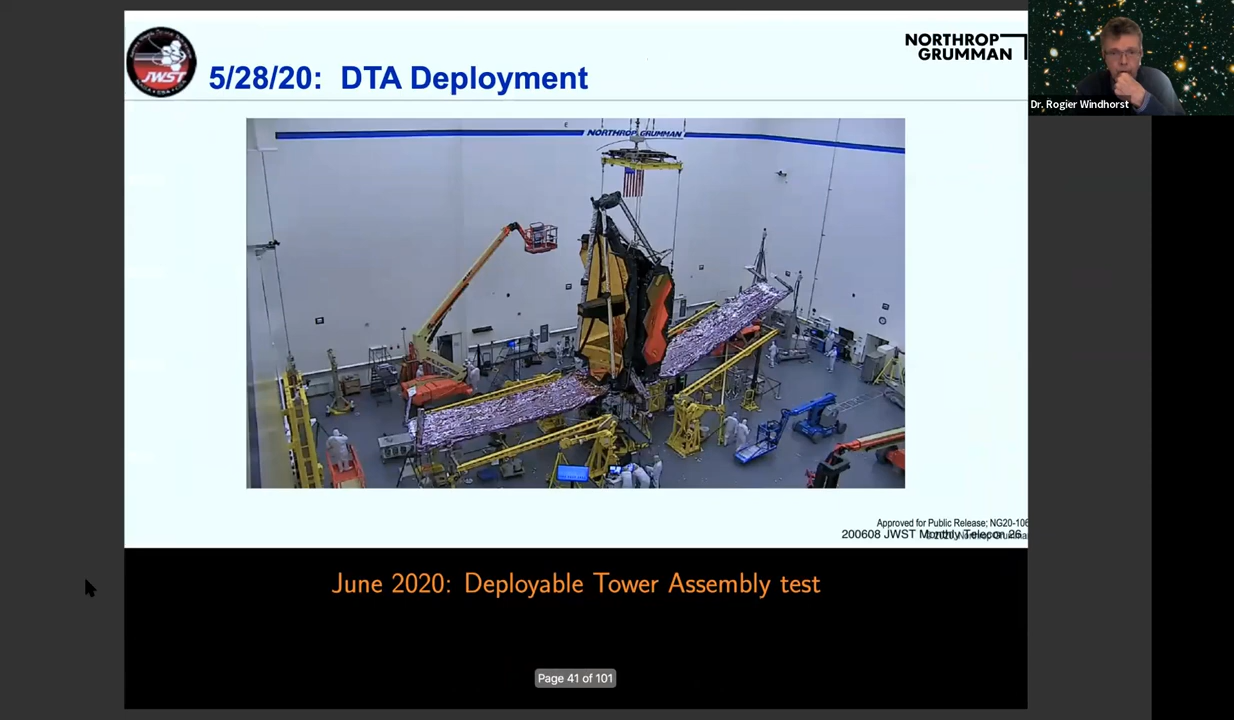 NORTHROP
GRUMMAN
Dr. Rogier Windhorst
JWST
5/28/20: DTA Deployment
NORTHROP GRUMMAN
Approved for Public Release; NG20-106
200608 JWST Monthly Telecon 26
June 2020: Deployable Tower Assembly test
Page 41 of 101